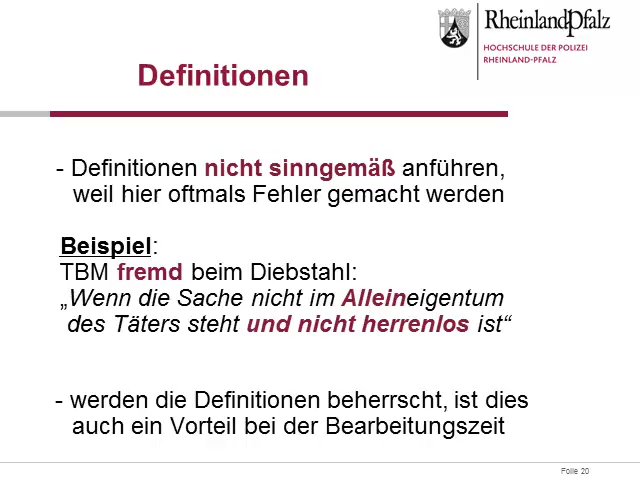 RheinlandPfalz
HOCHSCHULE DER POLIZEI
RHEINLAND-PFALZ
Definitionen
- Definitionen nicht sinngemäß anführen,
weil hier oftmals Fehler gemacht werden
Beispiel:
TBM fremd beim Diebstahl:
„Wenn die Sache nicht im Alleineigentum
des Täters steht und nicht herrenlos ist“
- werden die Definitionen beherrscht, ist dies
auch ein Vorteil bei der Bearbeitungszeit
Folie 20